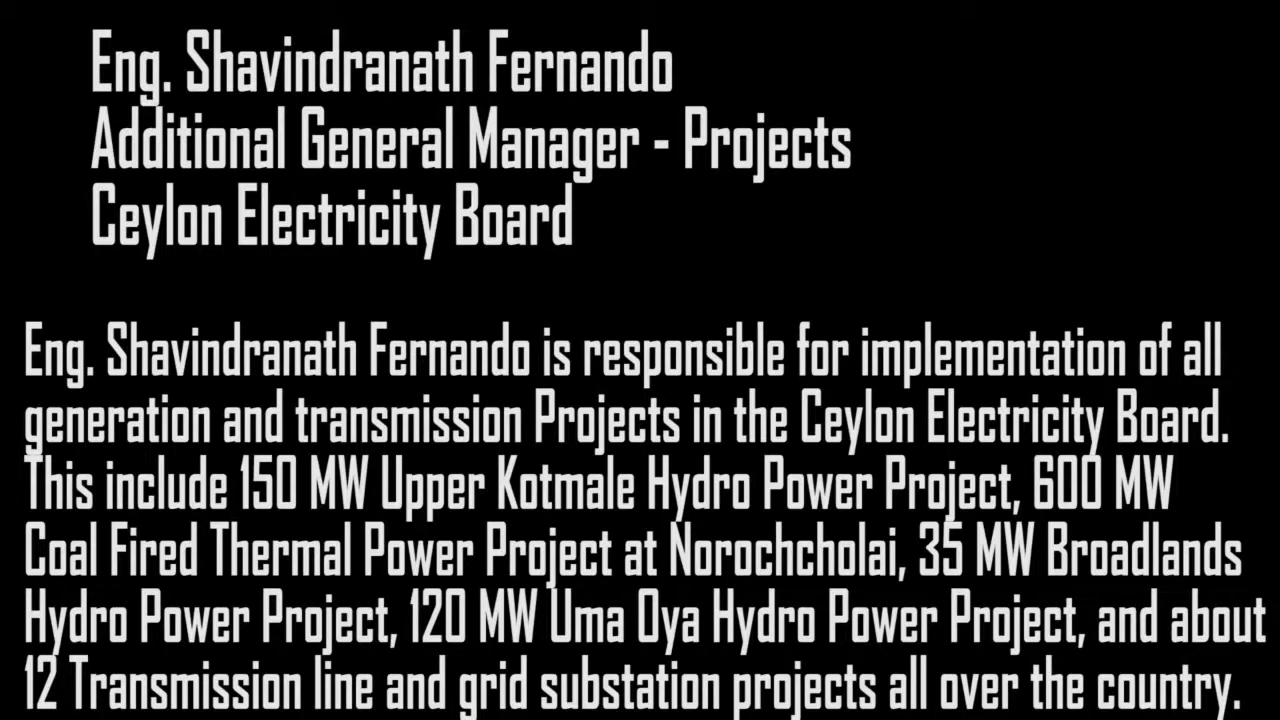 Eng. Shavindranath Fernando
Additional General Manager - Projects
Ceylon Electricity Board
Eng. Shavindranath Fernando is responsible for implementation of all
generation and transmission Projects in the Ceylon Electricity Board.
This include 150 MW Upper Kotmale Hydro Power Project, 600 MW
Coal Fired Thermal Power Project at Norochcholai, 35 MW Broadlands
Hydro Power Project, 120 MW Uma Oya Hydro Power Project, and about
12 Transmission line and grid substation projects all over the country.